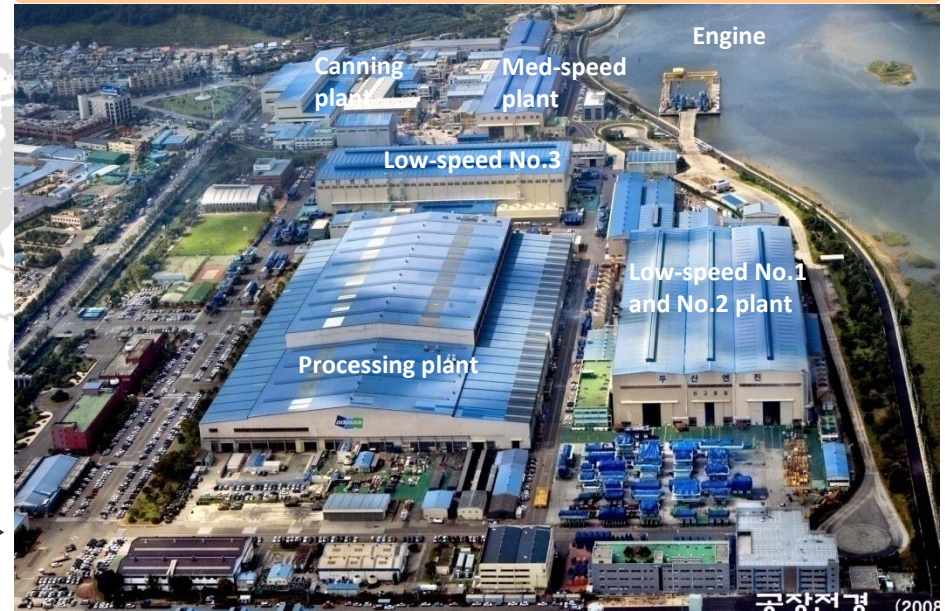 Engine
Canning
plant
Med-speed
plant
Low-speed No.3
Low-speed No.1
and No.2 plant
Processing plant
DOOSAN
두산엔진
공장전경 (2008